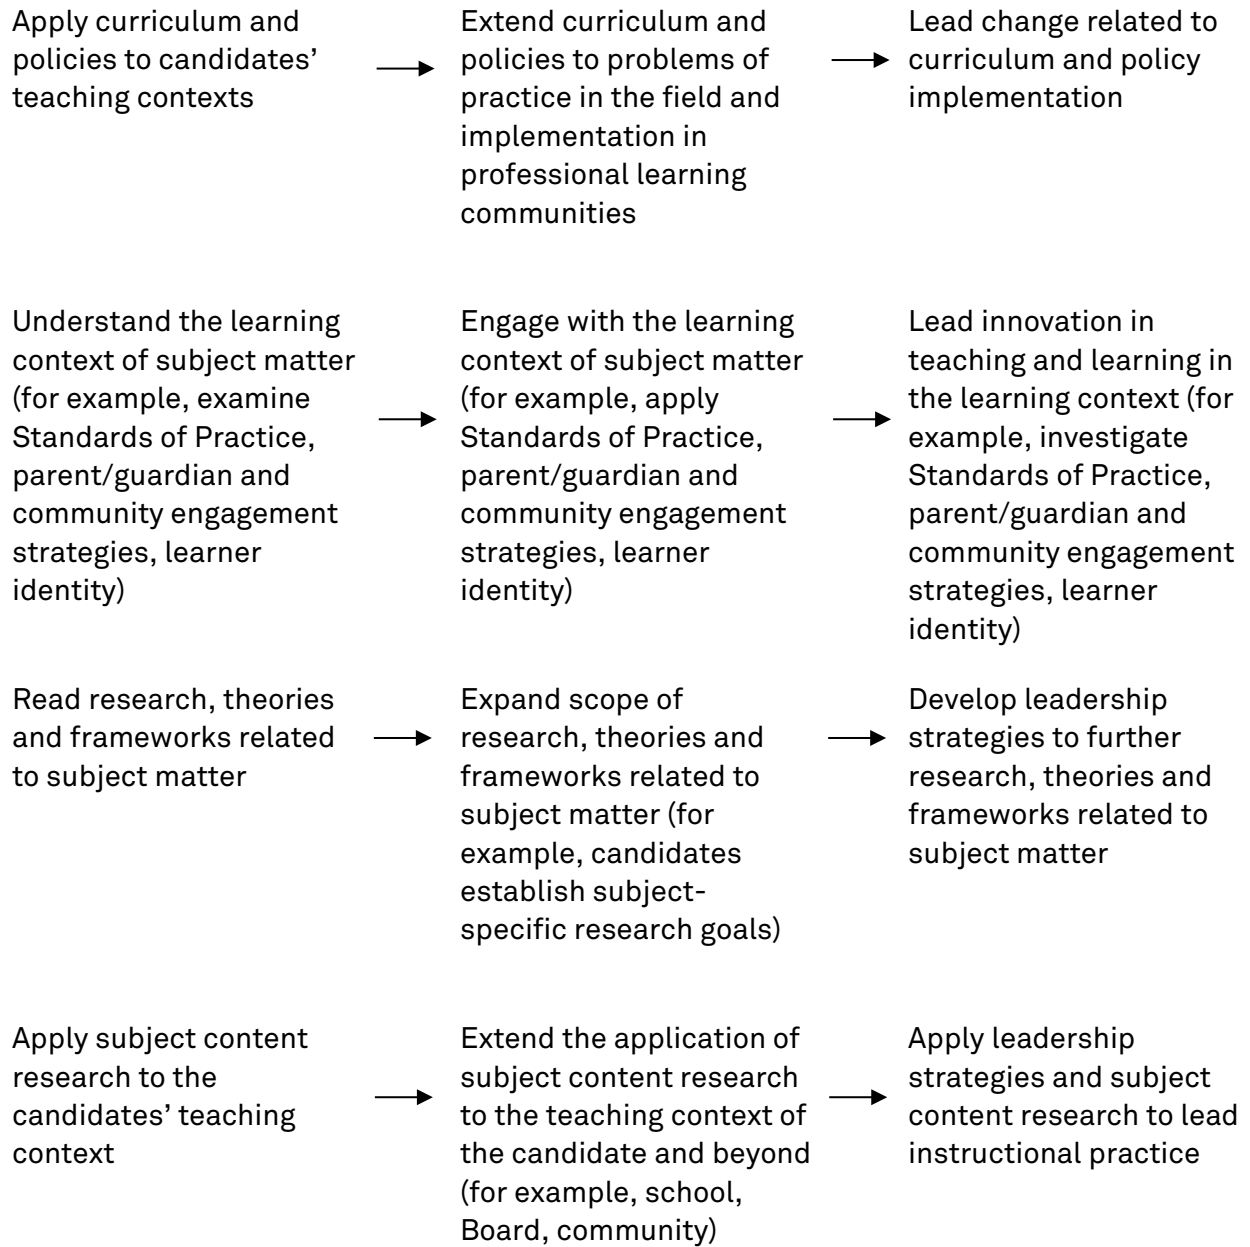 Apply curriculum and
policies to candidates’
teaching contexts
Extend curriculum and
policies to problems of
practice in the field and
implementation in
professional learning
communities
Lead change related to
curriculum and policy
implementation
Understand the learning
context of subject matter
(for example, examine
Standards of Practice,
parent/guardian and
community engagement
strategies, learner
identity)
Engage with the learning
context of subject matter
(for example, apply
Standards of Practice,
parent/guardian and
community engagement
strategies, learner
identity)
Lead innovation in
teaching and learning in
the learning context (for
example, investigate
Standards of Practice,
parent/guardian and
community engagement
strategies, learner
identity)
Read research, theories
and frameworks related
to subject matter
Expand scope of
research, theories and
frameworks related to
subject matter (for
example, candidates
establish subject-
specific research goals)
Develop leadership
strategies to further
research, theories and
frameworks related to
subject matter
Apply subject content
research to the
candidates’ teaching
context
Extend the application of
subject content research
to the teaching context of
the candidate and beyond
(for example, school,
Board, community)
Apply leadership
strategies and subject
content research to lead
instructional practice